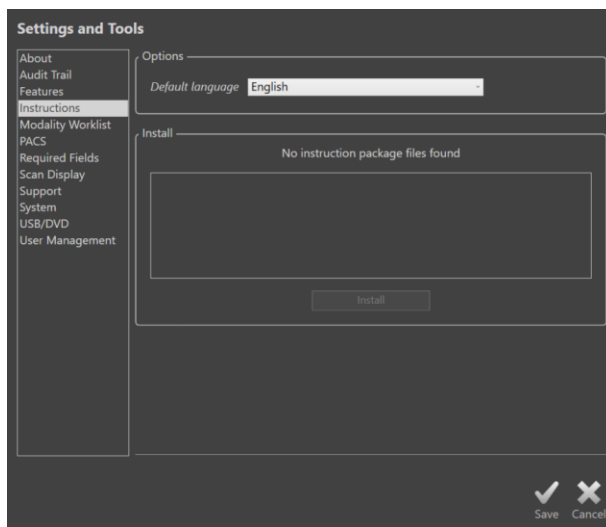 Settings and Tools
About
Audit Trail
Features
Instructions
Modality Worklist
PACS
Required Fields
Scan Display
Support
System
USB/DVD
User Management
Options
Default language English
Install
No instruction package files found
Install
Save Cancel